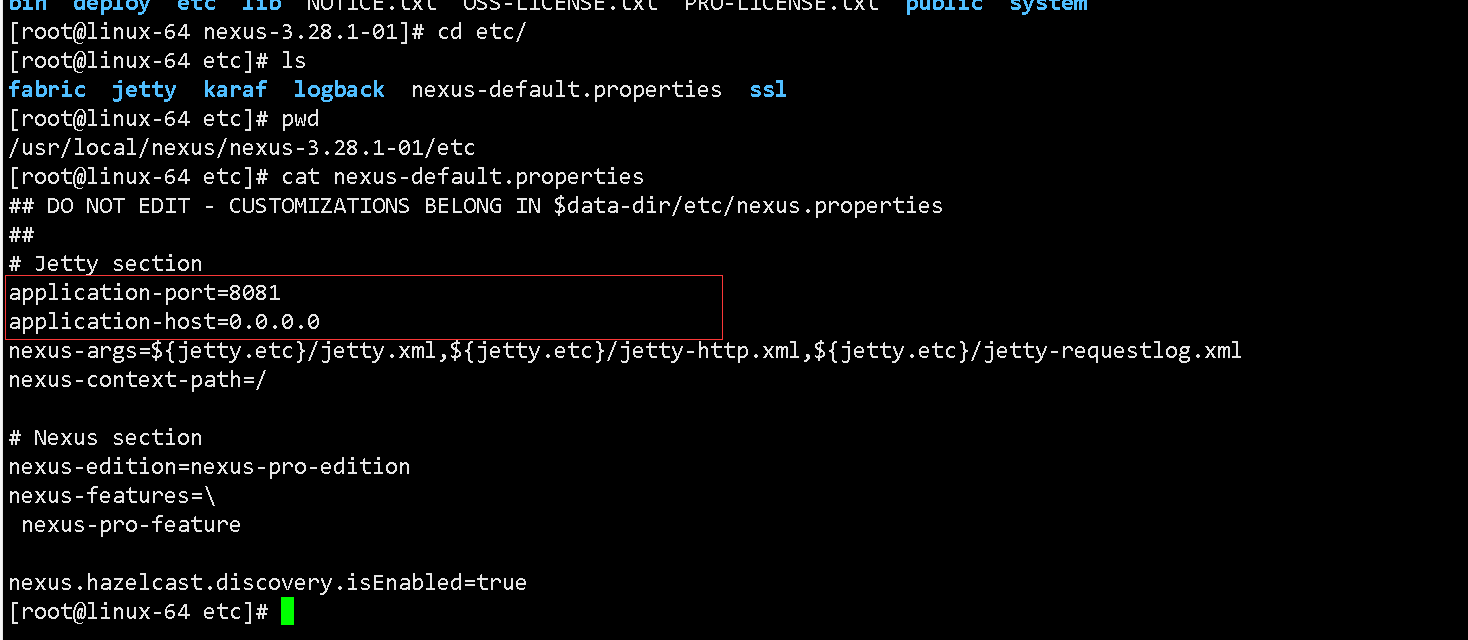 bin deploy etc lib NOTICE.txt OSS-LICENSE.txt PRO-LICENSE.txt public system
[root@linux-64 nexus-3.28.1-01]# cd etc/
[root@linux-64 etc]# ls
fabric jetty karaf logback nexus-default.properties ssl
[root@linux-64 etc]# pwd
/usr/local/nexus/nexus-3.28.1-01/etc
[root@linux-64 etc]# cat nexus-default.properties
## DO NOT EDIT - CUSTOMIZATIONS BELONG IN $data-dir/etc/nexus.properties
##
# Jetty section
application-port=8081
application-host=0.0.0.0
nexus-args=${jetty.etc}/jetty.xml,${jetty.etc}/jetty-http.xml,${jetty.etc}/jetty-requestlog.xml
nexus-context-path=/
# Nexus section
nexus-edition=nexus-pro-edition
nexus-features=\
nexus-pro-feature
nexus.hazelcast.discovery.isEnabled=true
[root@linux-64 etc]#